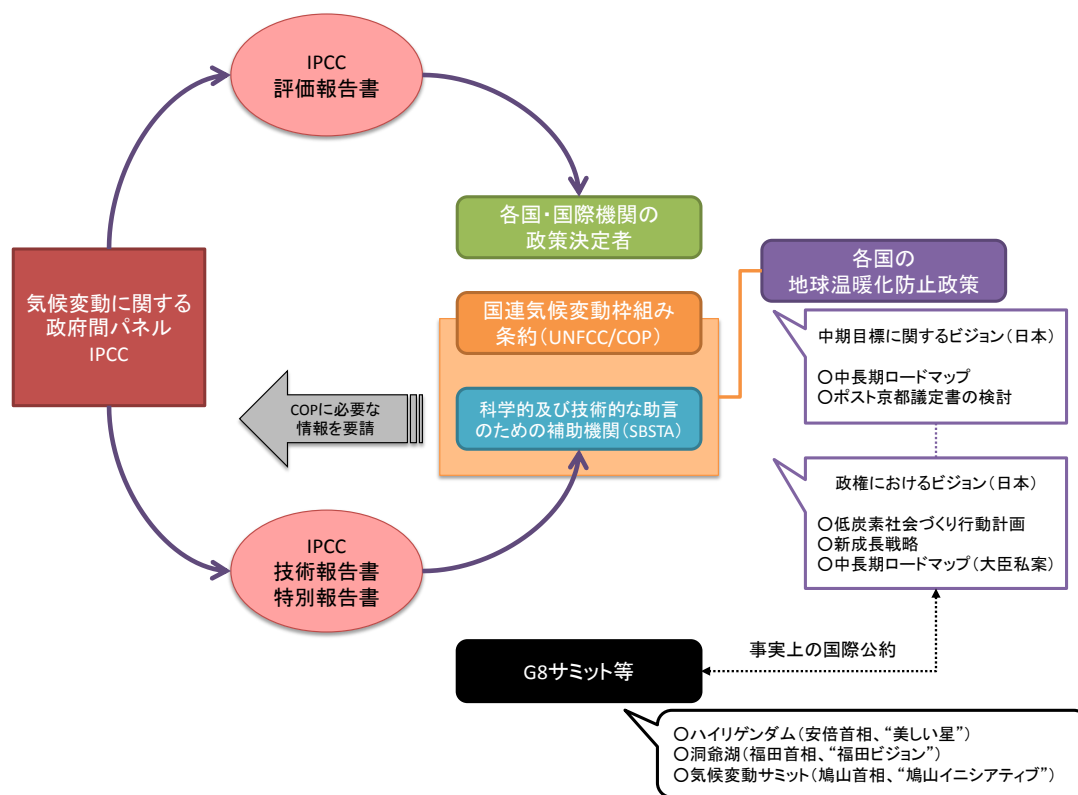 IPCC
評価報告書
各国・国際機関の
政策決定者
各国の
地球温暖化防止政策
気候変動に関する
政府間パネル
IPCC
国連気候変動枠組み
条約(UNFCC/COP)
中期目標に関するビジョン(日本)
○中長期ロードマップ
○ポスト京都議定書の検討
COPに必要な
情報を要請
科学的及び技術的な助言
のための補助機関(SBSTA)
政権におけるビジョン(日本)
○低炭素社会づくり行動計画
○新成長戦略
○中長期ロードマップ(大臣私案)
IPCC
技術報告書
特別報告書
事実上の国際公約
G8サミット等
○ハイリゲンダム(安倍首相、“美しい星”)
○洞爺湖(福田首相、“福田ビジョン”)
○気候変動サミット(鳩山首相、“鳩山イニシアティブ”)